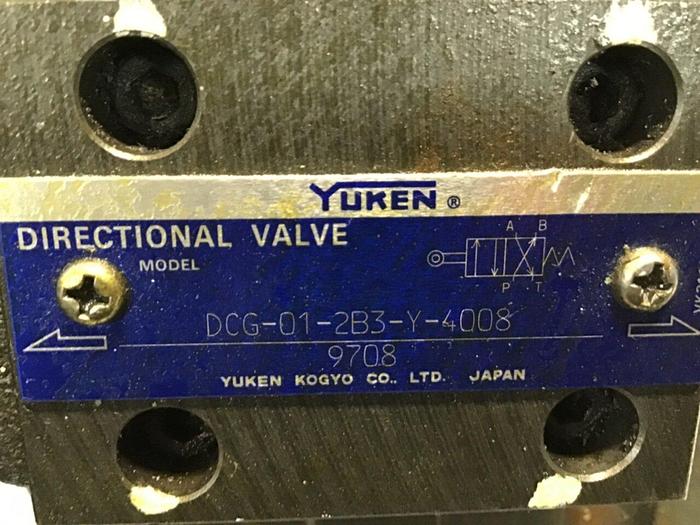 YUKEN ®
DIRECTIONAL VALVE
MODEL
A B
P T
DCG-01-2B3-Y-4008
9708
YUKEN KOGYO CO., LTD. JAPAN